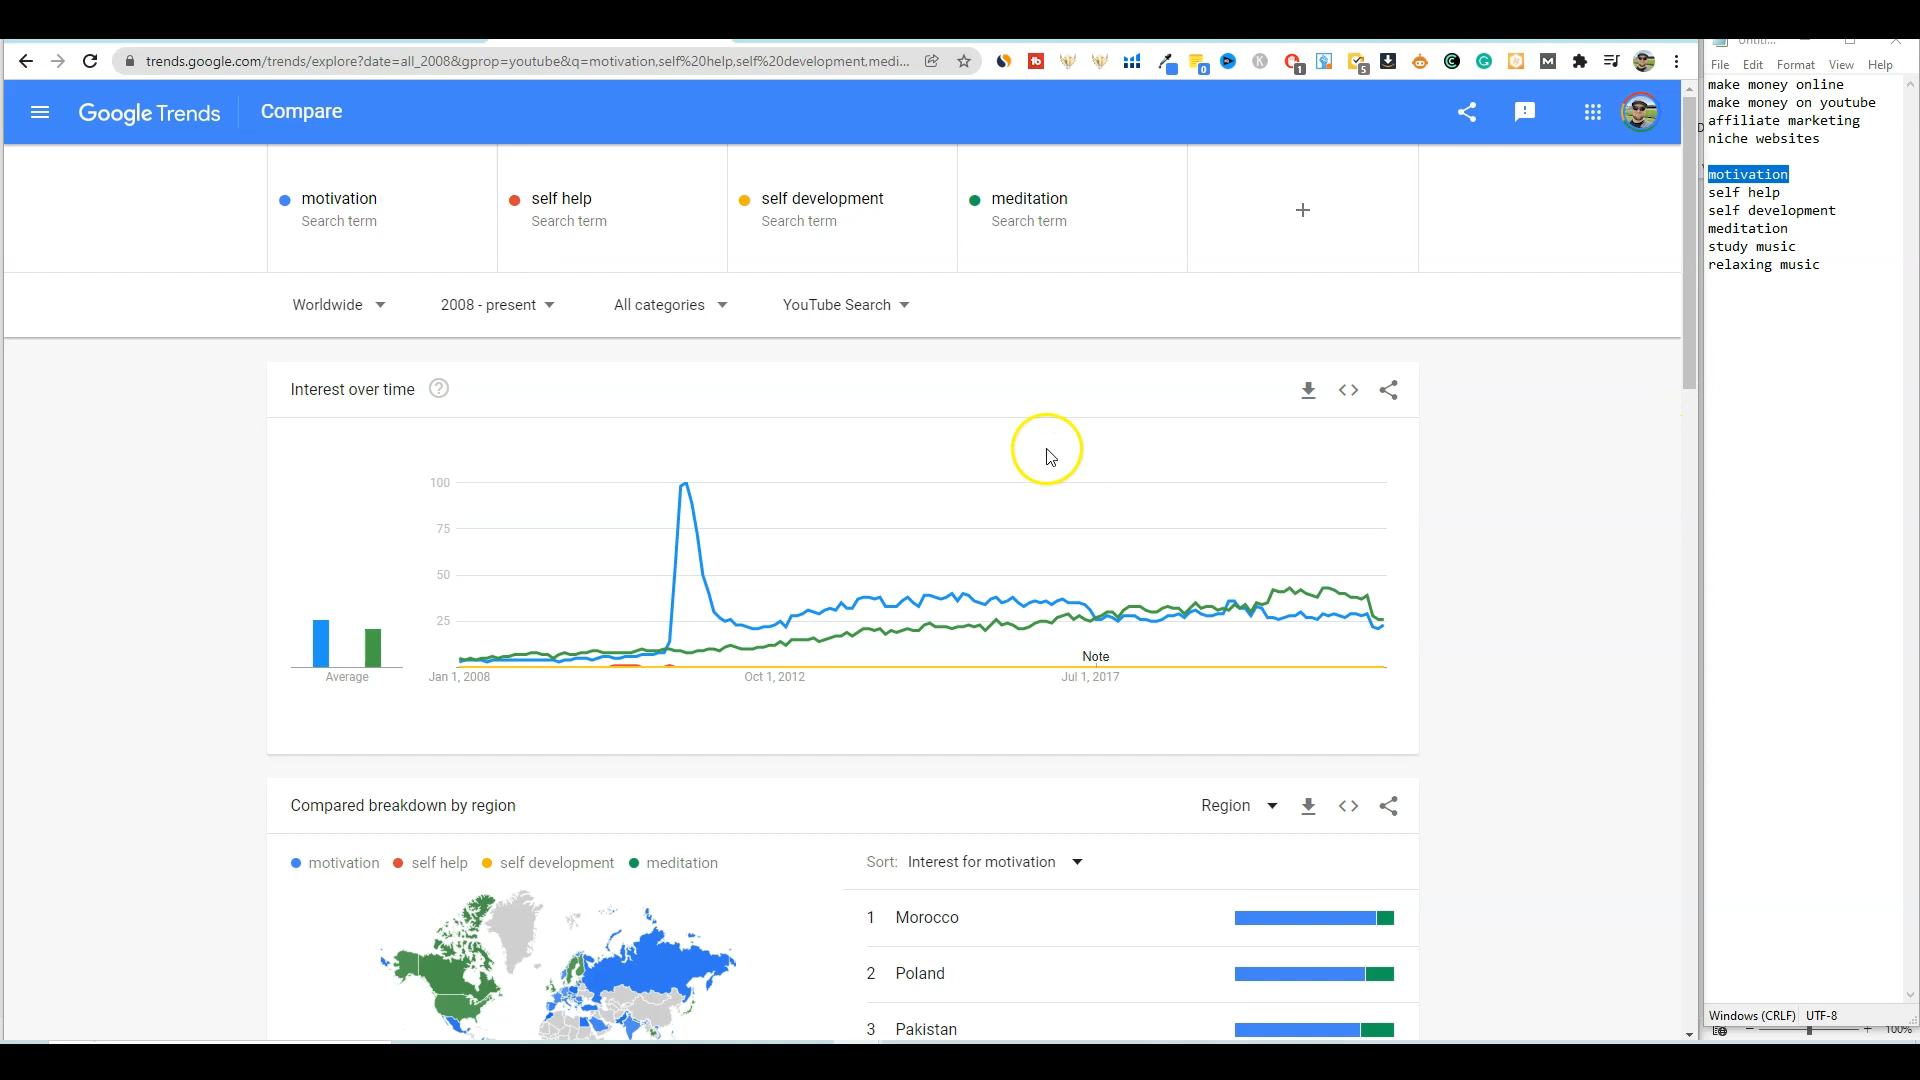 trends.google.com/trends/explore?date=all_2008&gprop=youtube&q=motivation,self%20help,self%20development,medi...
1
0
5
Google Trends
Compare
motivation
Search term
self help
Search term
self development
Search term
meditation
Search term
+
Worldwide
2008 - present
All categories
YouTube Search
Interest over time
100
75
50
25
Average
Note
Jan 1, 2008
Oct 1, 2012
Jul 1, 2017
Compared breakdown by region
Region
motivation
self help
self development
meditation
Sort: Interest for motivation
1 Morocco
2 Poland
3 Pakistan
File Edit Format View Help
make money online
make money on youtube
affiliate marketing
niche websites
motivation
self help
self development
meditation
study music
relaxing music
Windows (CRLF) UTF-8
100%